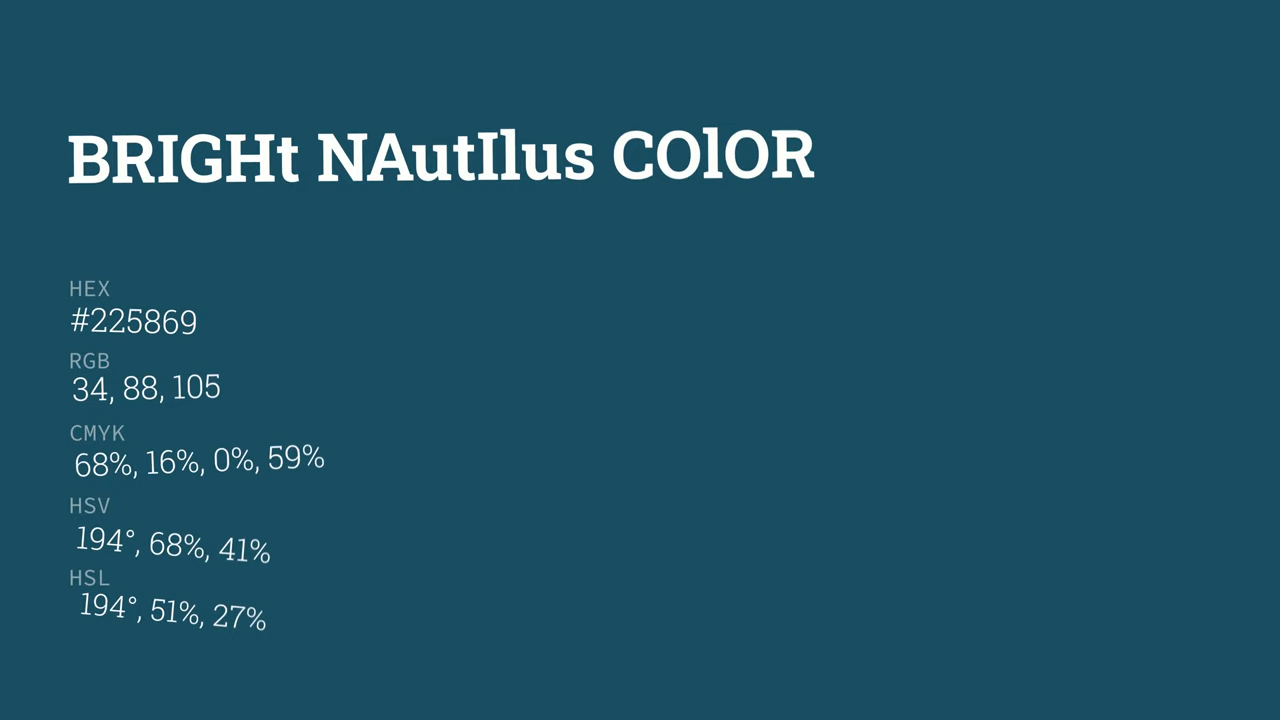 BRIGHt NAutIlus COlOR
HEX
#225869
RGB
34, 88, 105
CMYK
68%, 16%, 0%, 59%
HSV
194°, 68%, 41%
HSL
194°, 51%, 27%